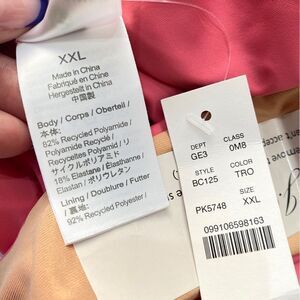 XXL
Made in China
Fabriqué en Chine
Hergestellt in China
中国製
Body / Corps / Oberteil /
本体:
82% Recycled Polyamide /
Polyamide Recyclé /
Recyceltes Polyamid / リ
サイクルポリアミド
18% Elastane / Élasthanne /
Elastan / ポリウレタン
Lining / Doublure / Futter
/ 裏地:
92% Recycled Polyester /
DEPT CLASS
GE3 0M8
STYLE COLOR
BC125 TRO
SIZE
PK5748 XXL
099106598163